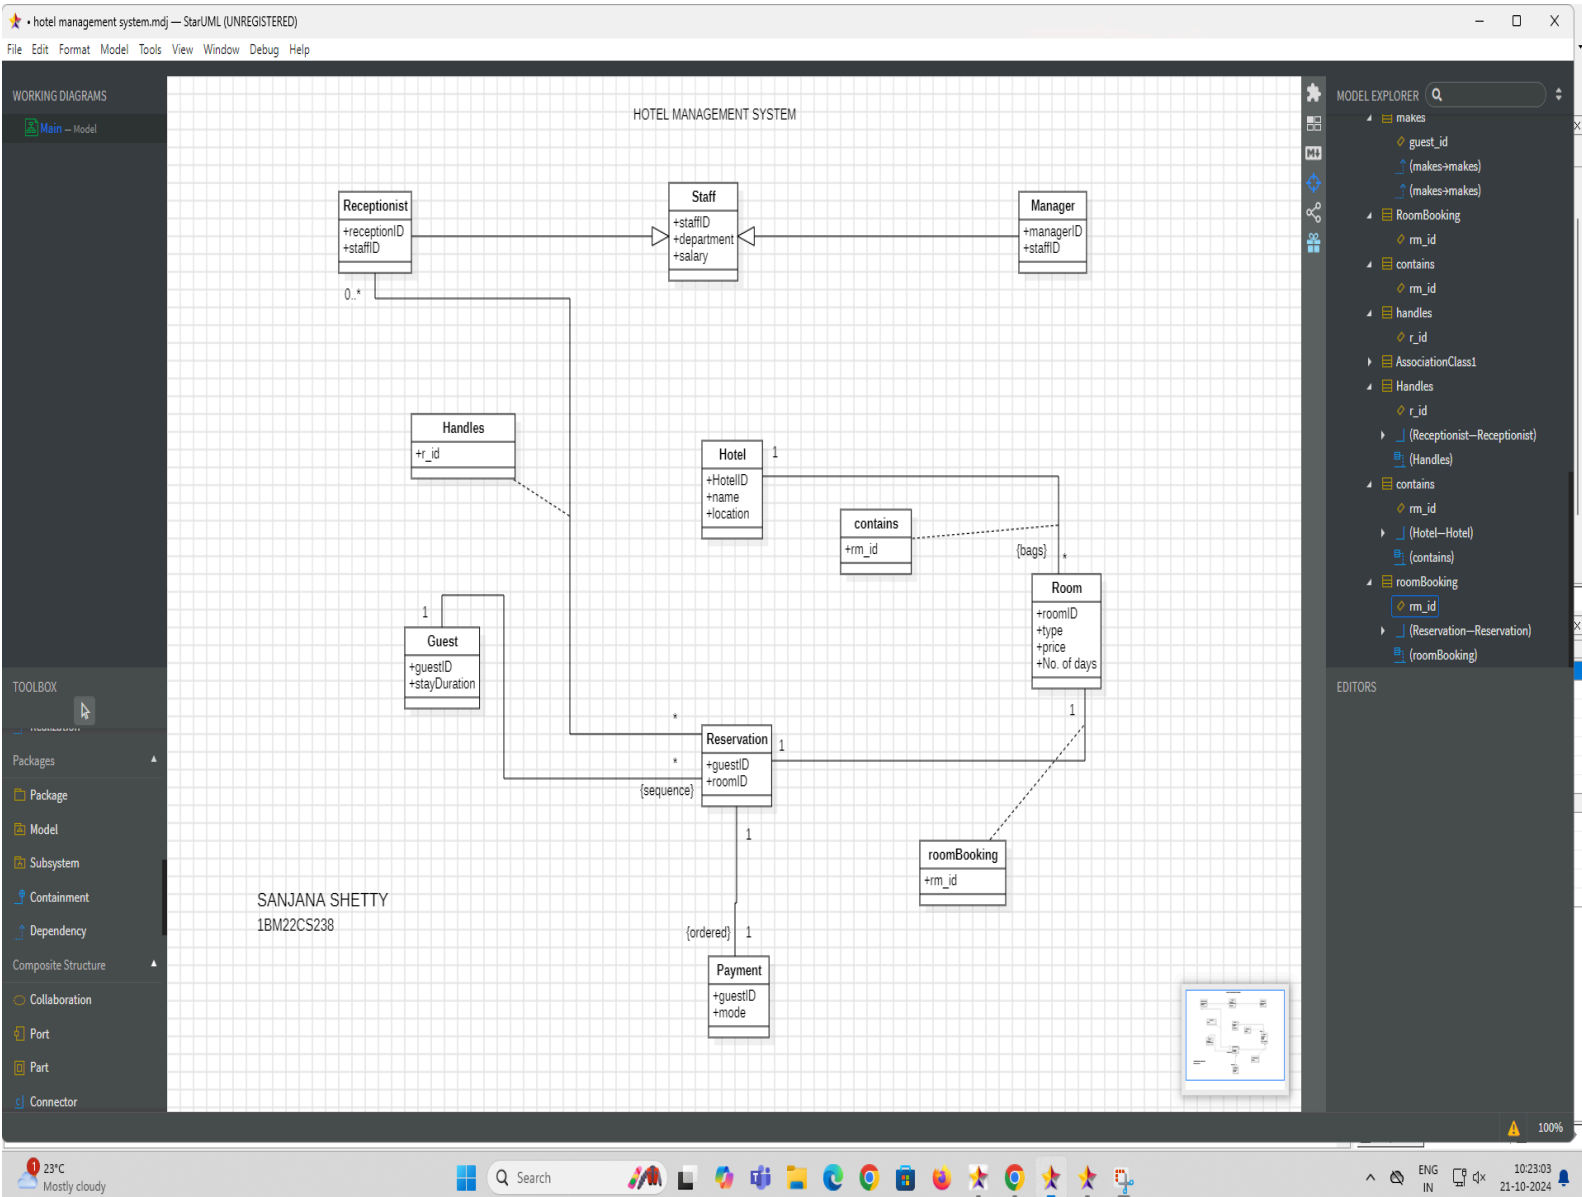 • hotel management system.mdj — StarUML (UNREGISTERED)
File Edit Format Model Tools View Window Debug Help
WORKING DIAGRAMS
Main — Model
HOTEL MANAGEMENT SYSTEM
Receptionist
+receptionID
+staffID
0..*
Staff
+staffID
+department
+salary
Manager
+managerID
+staffID
Handles
+r_id
Hotel
+HotelID
+name
+location
1
contains
+rm_id
{bags}
*
Room
+roomID
+type
+price
+No. of days
1
1
Guest
+guestID
+stayDuration
*
*
{sequence}
Reservation
+guestID
+roomID
1
1
roomBooking
+rm_id
{ordered}
1
Payment
+guestID
+mode
SANJANA SHETTY
1BM22CS238
TOOLBOX
Packages
Package
Model
Subsystem
Containment
Dependency
Composite Structure
Collaboration
Port
Part
Connector
MODEL EXPLORER
makes
guest_id
(makes→makes)
(makes→makes)
RoomBooking
rm_id
contains
rm_id
handles
r_id
AssociationClass1
Handles
r_id
(Receptionist—Receptionist)
(Handles)
contains
rm_id
(Hotel—Hotel)
(contains)
roomBooking
rm_id
(Reservation—Reservation)
(roomBooking)
EDITORS
100%
1
23°C
Mostly cloudy
Search
ENG
IN
10:23:03
21-10-2024